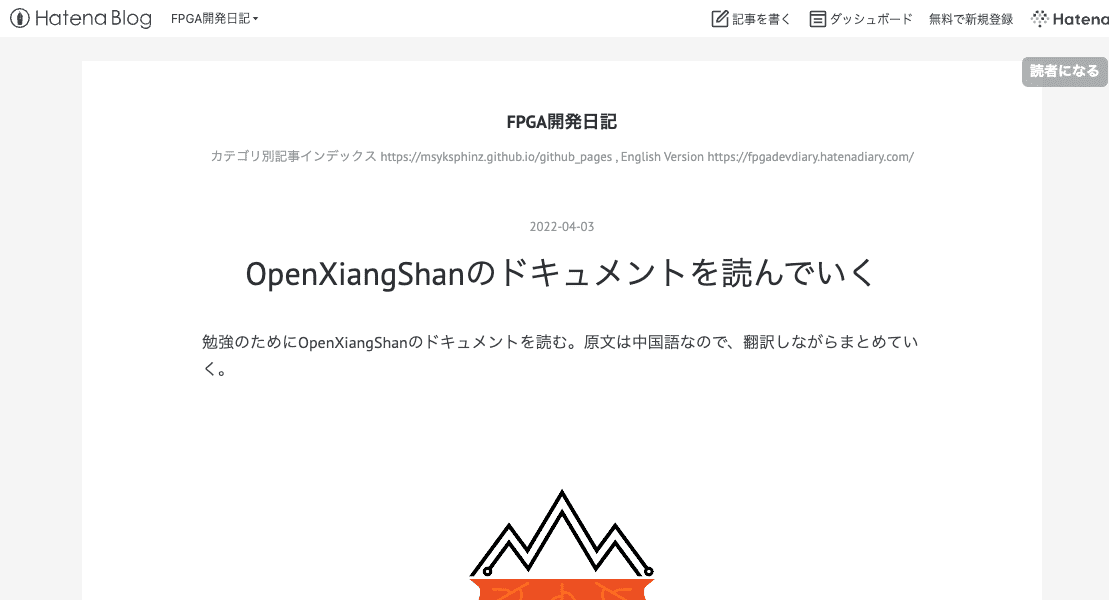 Hatena Blog
FPGA開発日記
記事を書く
ダッシュボード
無料で新規登録
Hatena
読者になる
FPGA開発日記
カテゴリ別記事インデックス https://msyksphinz.github.io/github_pages , English Version https://fpgadevdiary.hatenadiary.com/
2022-04-03
OpenXiangShanのドキュメントを読んでいく
勉強のためにOpenXiangShanのドキュメントを読む。原文は中国語なので、翻訳しながらまとめてい
く。